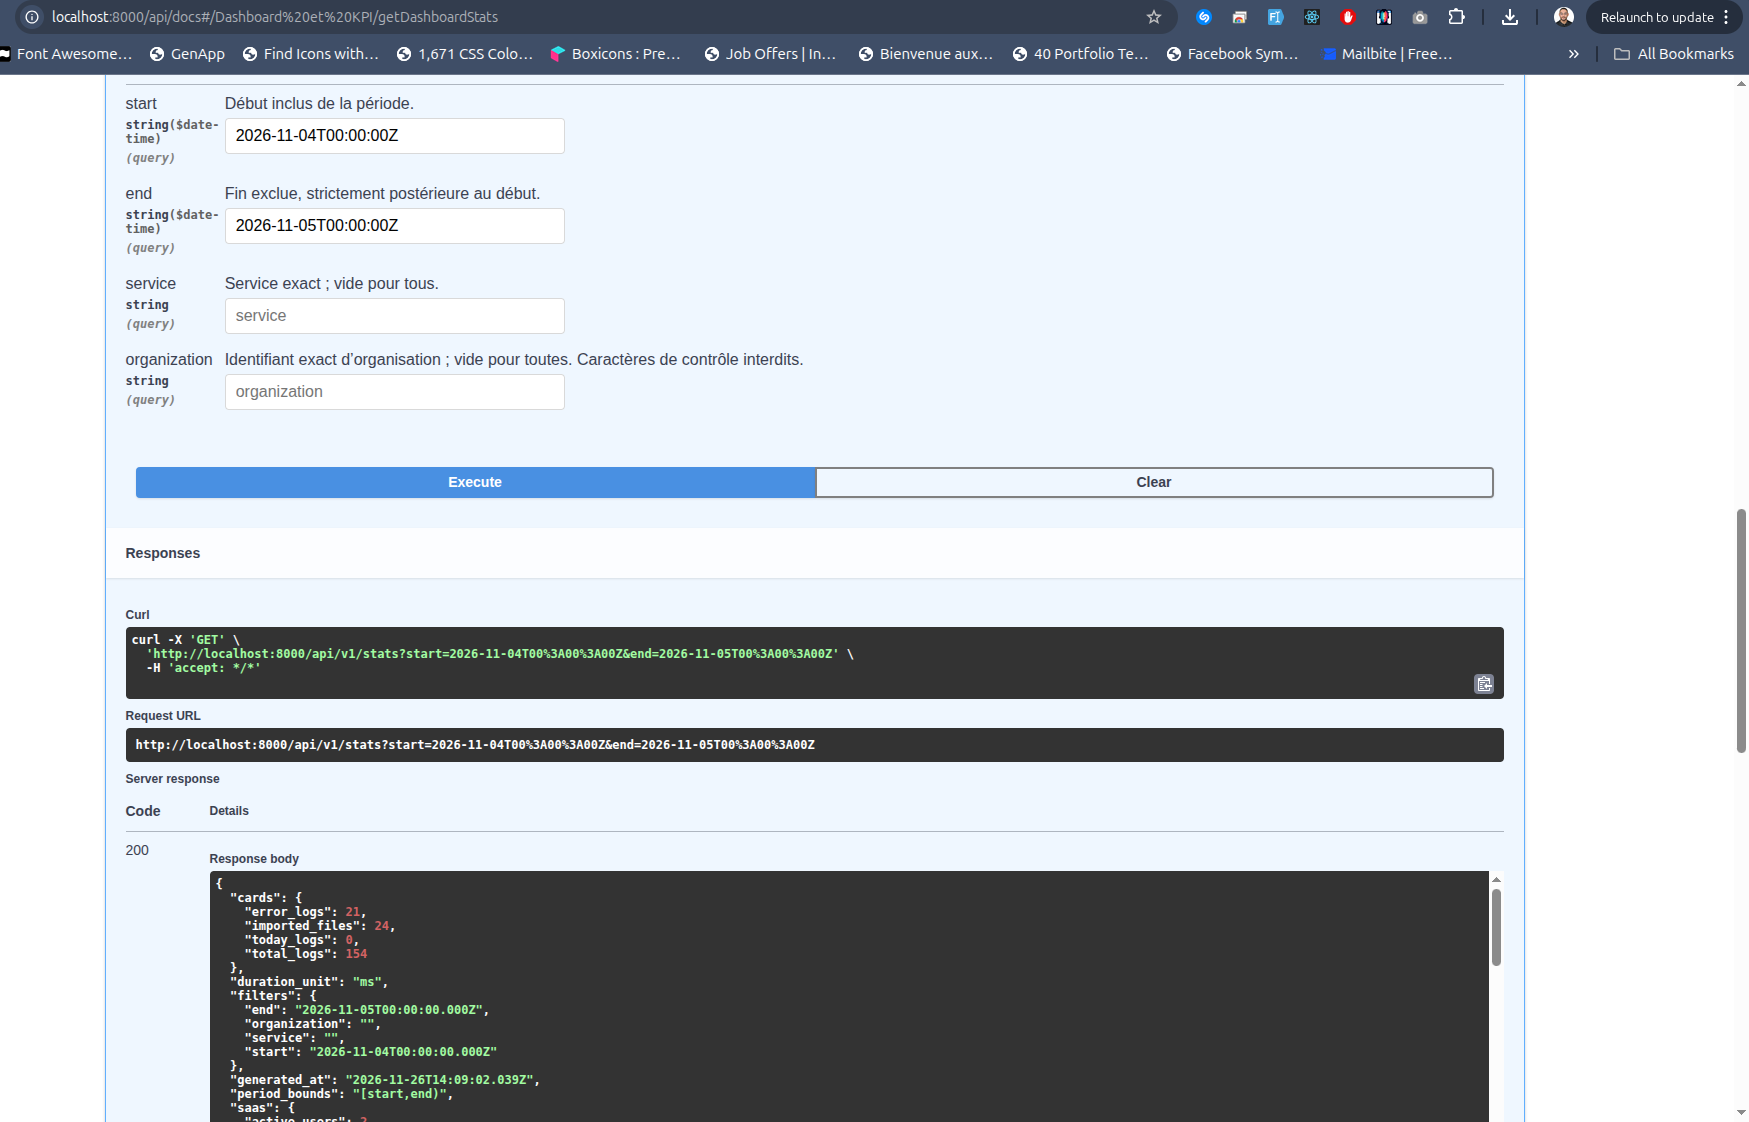 localhost:8000/api/docs#/Dashboard%20et%20KPI/getDashboardStats
Relaunch to update
Font Awesome… GenApp Find Icons with… 1,671 CSS Colo… Boxicons : Pre… Job Offers | In… Bienvenue aux… 40 Portfolio Te… Facebook Sym… Mailbite | Free… » All Bookmarks
start Début inclus de la période.
string($date-
time)
(query)
2026-11-04T00:00:00Z
end Fin exclue, strictement postérieure au début.
string($date-
time)
(query)
2026-11-05T00:00:00Z
service Service exact ; vide pour tous.
string
(query)
service
organization Identifiant exact d’organisation ; vide pour toutes. Caractères de contrôle interdits.
string
(query)
organization
Execute Clear
Responses
Curl
curl -X 'GET' \
'http://localhost:8000/api/v1/stats?start=2026-11-04T00%3A00%3A00Z&end=2026-11-05T00%3A00%3A00Z' \
-H 'accept: */*'
Request URL
http://localhost:8000/api/v1/stats?start=2026-11-04T00%3A00%3A00Z&end=2026-11-05T00%3A00%3A00Z
Server response
Code Details
200
Response body
{
"cards": {
"error_logs": 21,
"imported_files": 24,
"today_logs": 0,
"total_logs": 154
},
"duration_unit": "ms",
"filters": {
"end": "2026-11-05T00:00:00.000Z",
"organization": "",
"service": "",
"start": "2026-11-04T00:00:00.000Z"
},
"generated_at": "2026-11-26T14:09:02.039Z",
"period_bounds": "[start,end)",
"saas": {
"active_users": 2